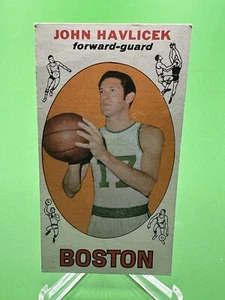 JOHN HAVLICEK
forward-guard
17
BOSTON